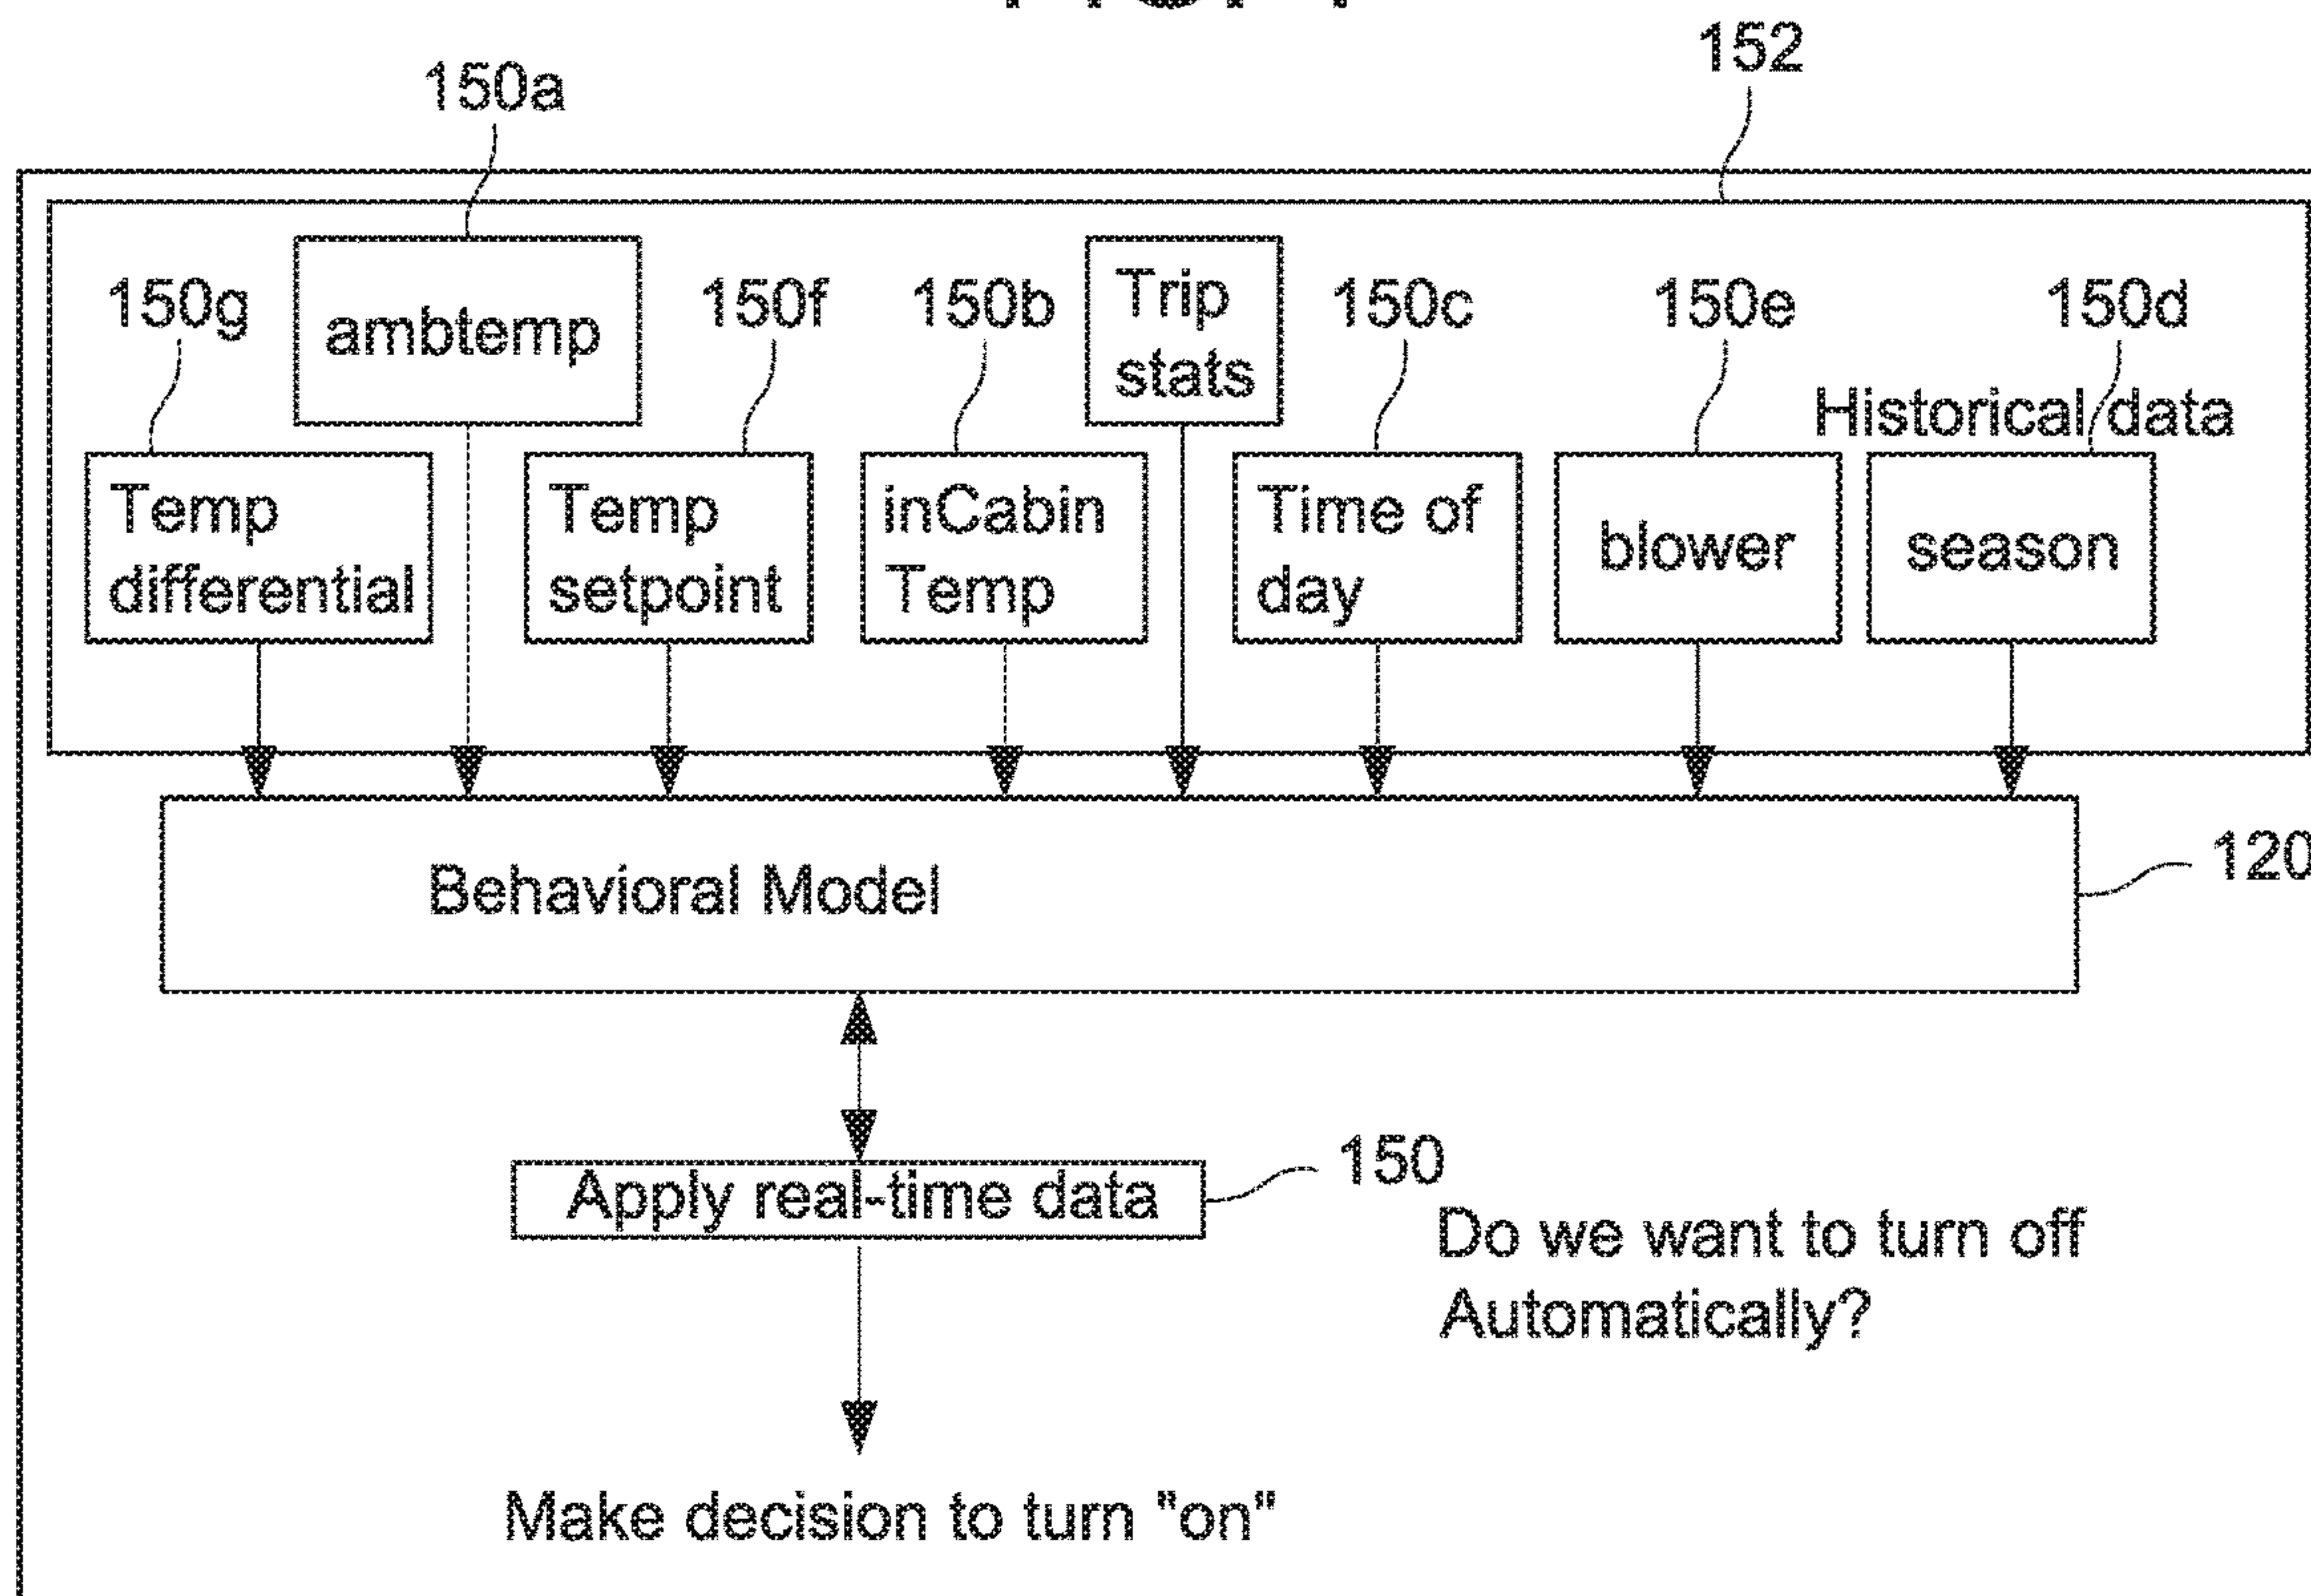 152
150a
150g
ambtemp
150f
150b
Trip
stats
150c
150e
150d
Historical data
Temp
differential
Temp
setpoint
inCabin
Temp
Time of
day
blower
season
Behavioral Model
120
Apply real-time data
150
Do we want to turn off
Automatically?
Make decision to turn "on"